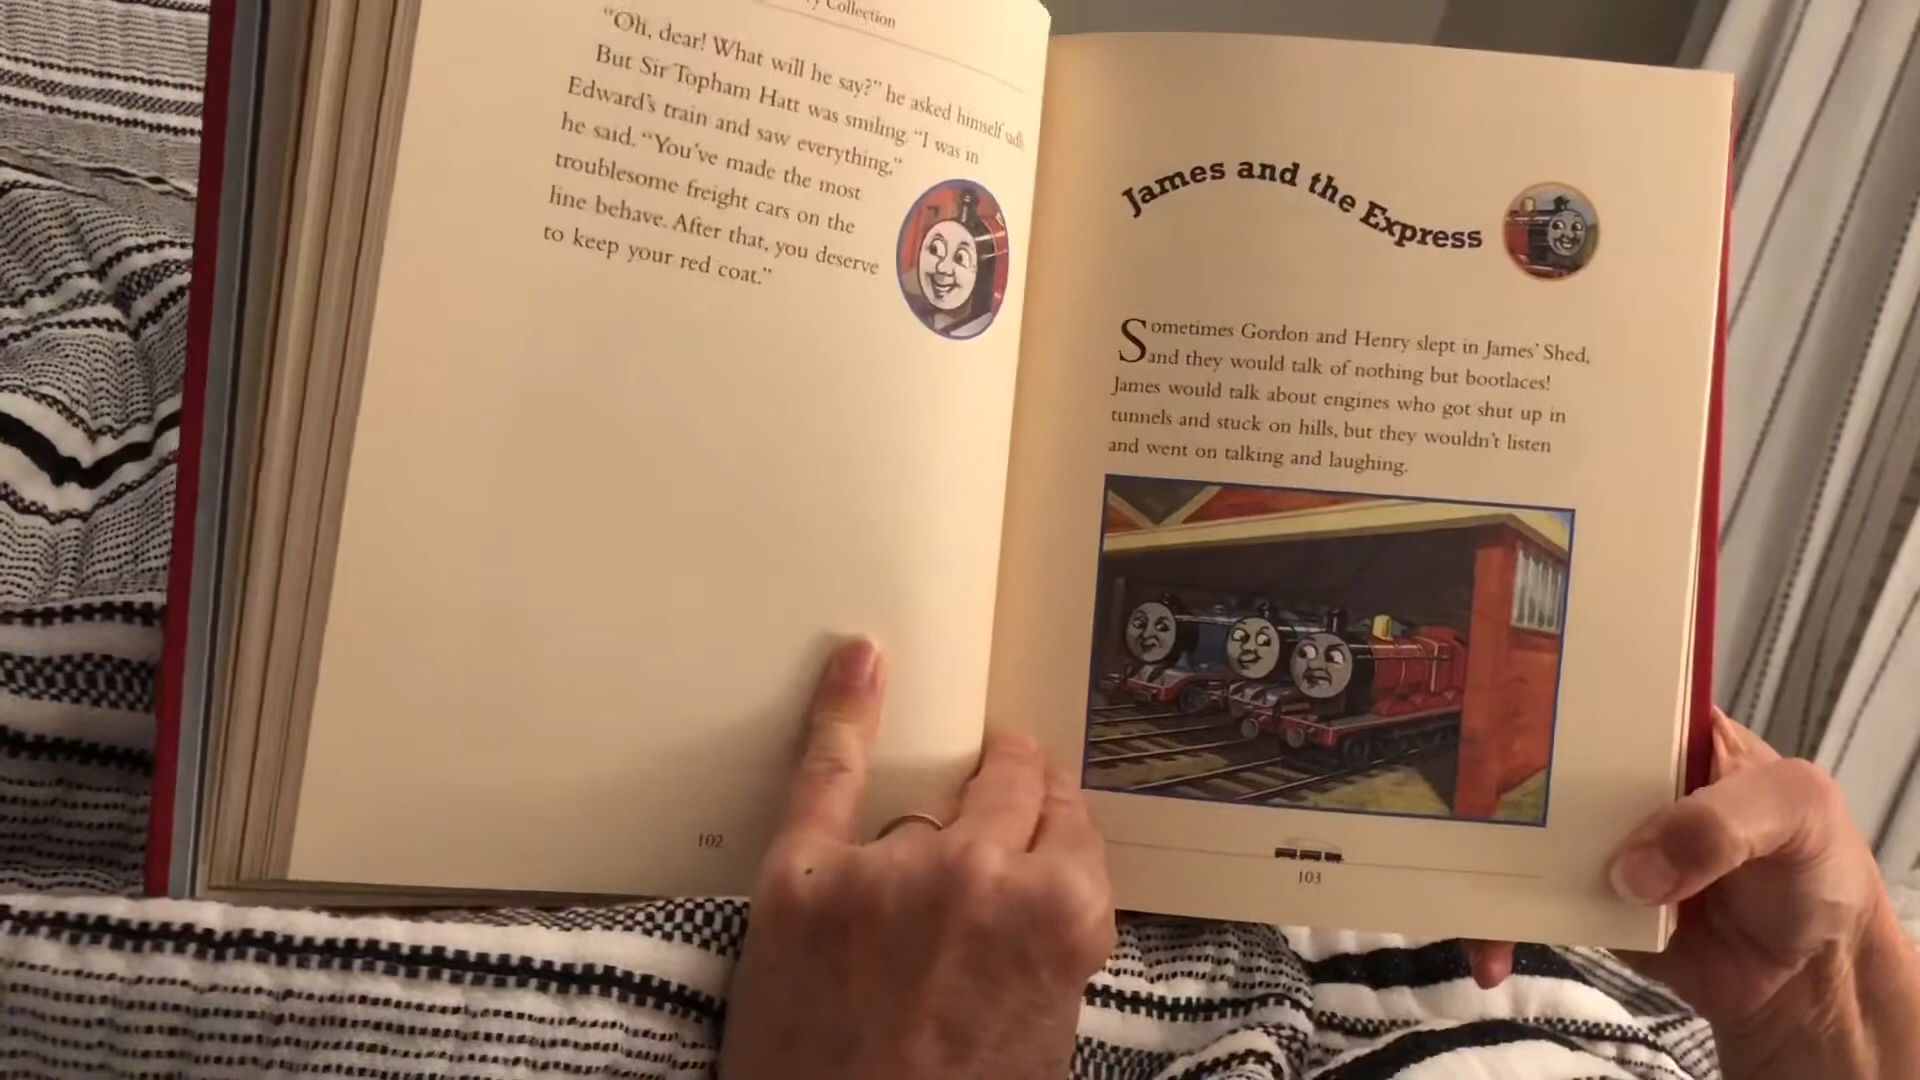 Collection
"Oh, dear! What will he say?" he asked himself sadly
But Sir Topham Hatt was smiling. "I was in
Edward's train and saw everything,"
he said. "You've made the most
troublesome freight cars on the
line behave. After that, you deserve
to keep your red coat."
102
James and the Express
Sometimes Gordon and Henry slept in James' Shed,
and they would talk of nothing but bootlaces!
James would talk about engines who got shut up in
tunnels and stuck on hills, but they wouldn't listen
and went on talking and laughing.
103